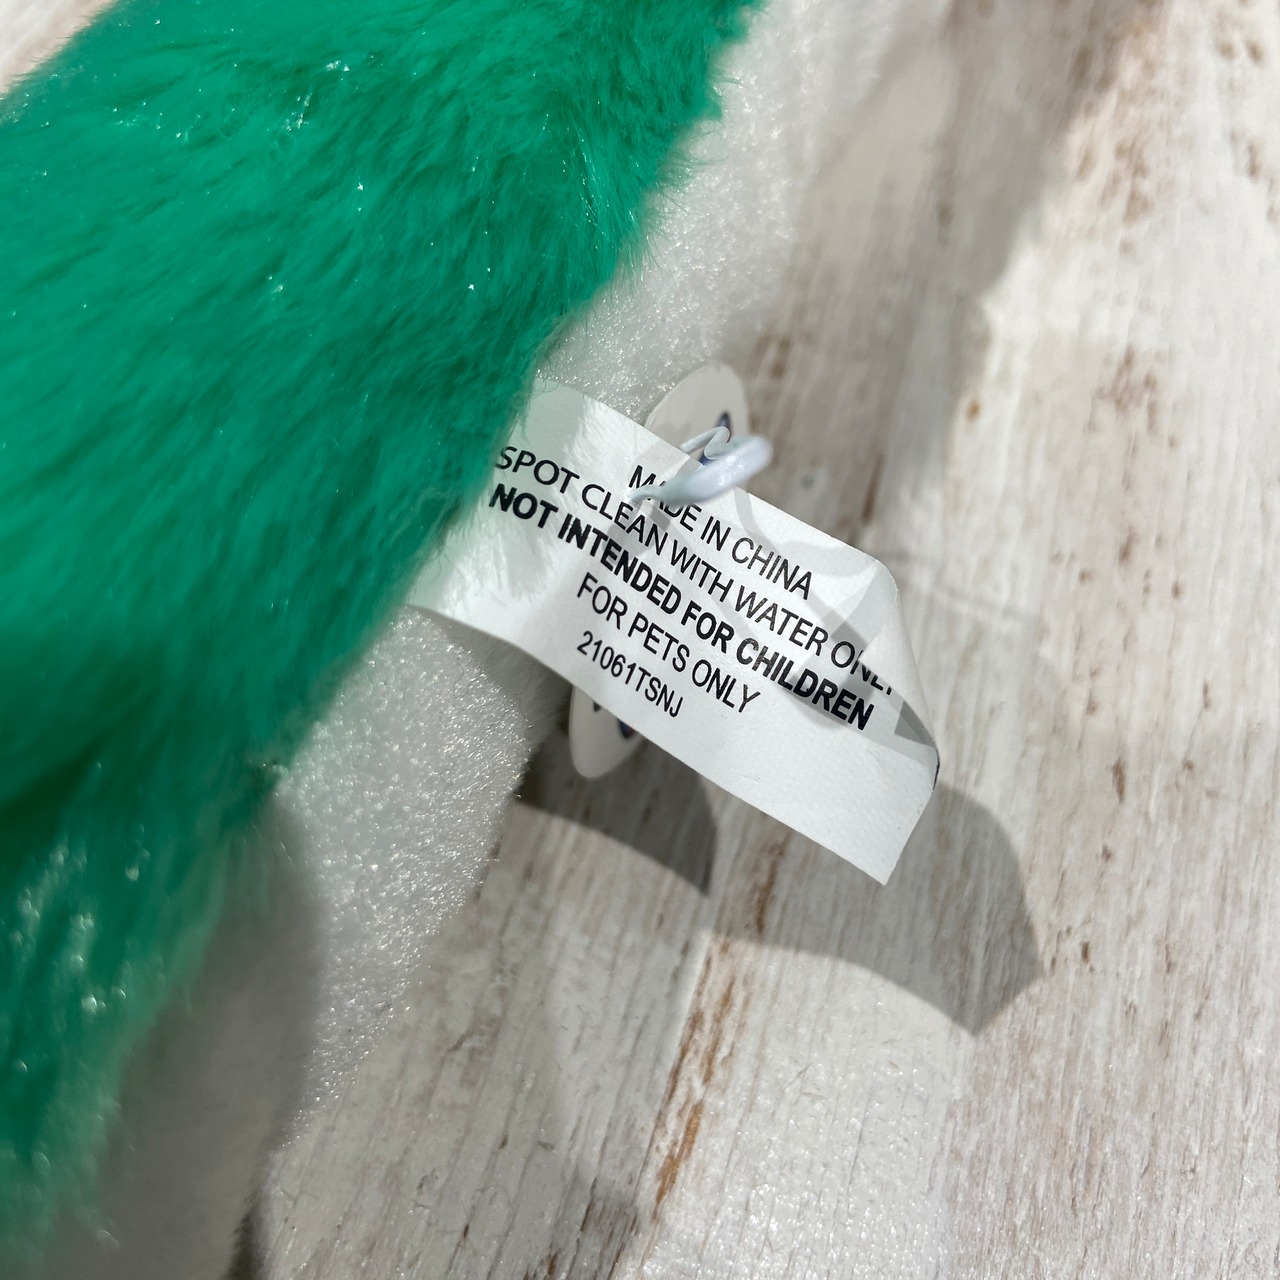 MADE IN CHINA
SPOT CLEAN WITH WATER ONLY
NOT INTENDED FOR CHILDREN
FOR PETS ONLY
21061TSNJ